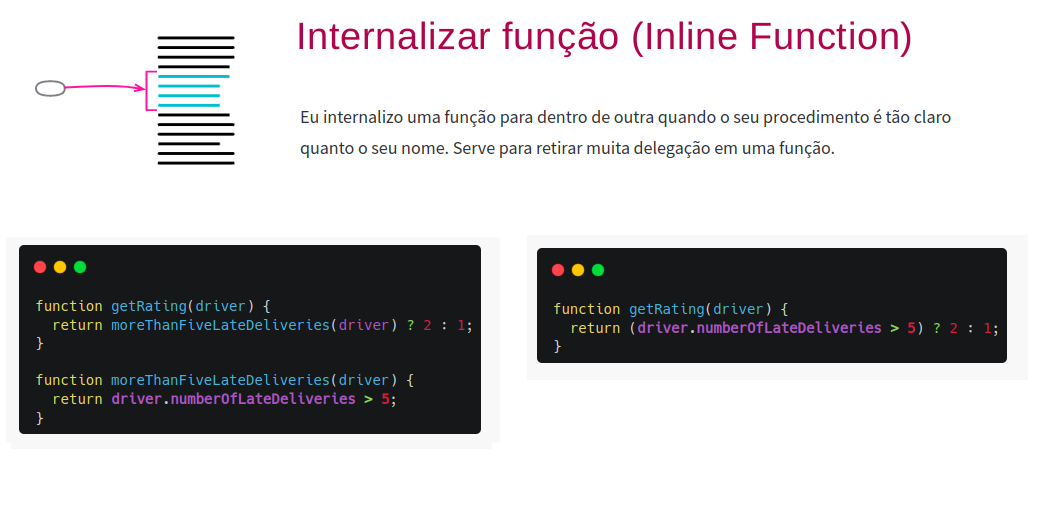 Internalizar função (Inline Function)
Eu internalizo uma função para dentro de outra quando o seu procedimento é tão claro
quanto o seu nome. Serve para retirar muita delegação em uma função.
function getRating(driver) {
  return moreThanFiveLateDeliveries(driver) ? 2 : 1;
}
function moreThanFiveLateDeliveries(driver) {
  return driver.numberOfLateDeliveries > 5;
}
function getRating(driver) {
  return (driver.numberOfLateDeliveries > 5) ? 2 : 1;
}